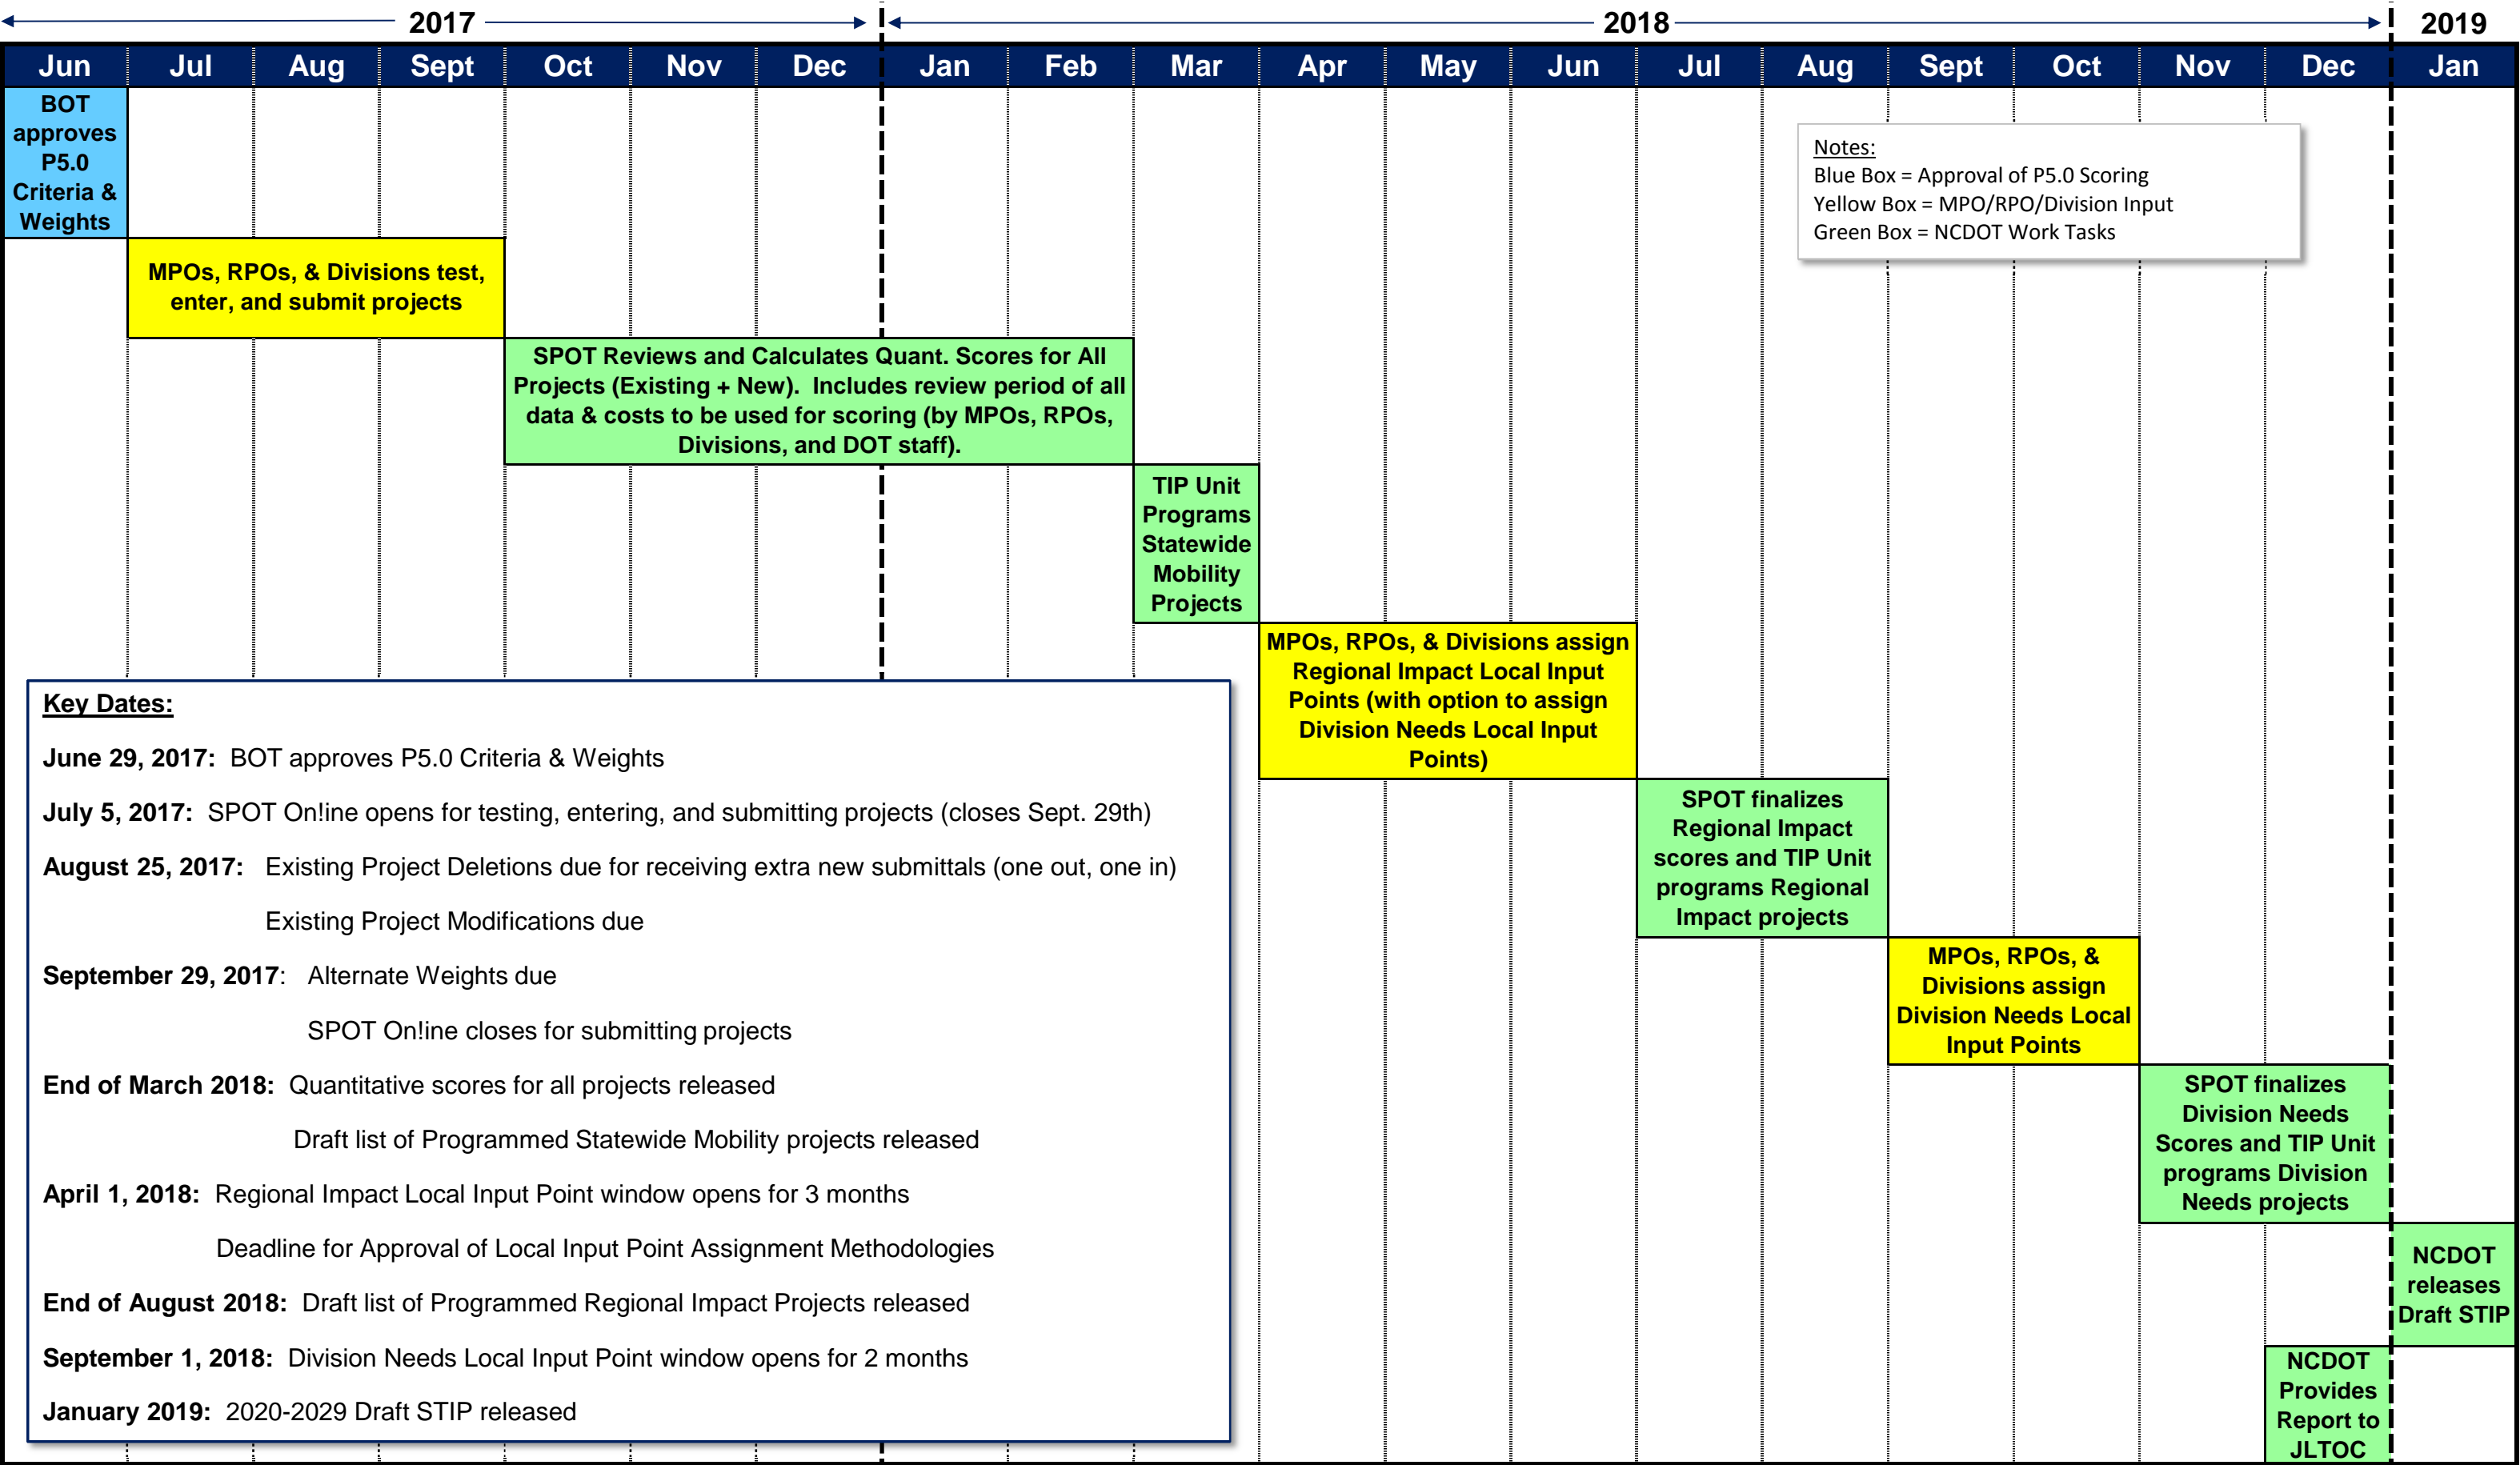 2017
2018
2019
Jun Jul Aug Sept Oct Nov Dec Jan Feb Mar Apr May Jun Jul Aug Sept Oct Nov Dec Jan
BOT
approves
P5.0
Criteria &
Weights
Notes:
Blue Box = Approval of P5.0 Scoring
Yellow Box = MPO/RPO/Division Input
Green Box = NCDOT Work Tasks
MPOs, RPOs, & Divisions test,
enter, and submit projects
SPOT Reviews and Calculates Quant. Scores for All
Projects (Existing + New). Includes review period of all
data & costs to be used for scoring (by MPOs, RPOs,
Divisions, and DOT staff).
TIP Unit
Programs
Statewide
Mobility
Projects
MPOs, RPOs, & Divisions assign
Regional Impact Local Input
Points (with option to assign
Division Needs Local Input
Points)
SPOT finalizes
Regional Impact
scores and TIP Unit
programs Regional
Impact projects
MPOs, RPOs, &
Divisions assign
Division Needs Local
Input Points
SPOT finalizes
Division Needs
Scores and TIP Unit
programs Division
Needs projects
NCDOT
releases
Draft STIP
NCDOT
Provides
Report to
JLTOC
Key Dates:
June 29, 2017: BOT approves P5.0 Criteria & Weights
July 5, 2017: SPOT On!ine opens for testing, entering, and submitting projects (closes Sept. 29th)
August 25, 2017: Existing Project Deletions due for receiving extra new submittals (one out, one in)
Existing Project Modifications due
September 29, 2017: Alternate Weights due
SPOT On!ine closes for submitting projects
End of March 2018: Quantitative scores for all projects released
Draft list of Programmed Statewide Mobility projects released
April 1, 2018: Regional Impact Local Input Point window opens for 3 months
Deadline for Approval of Local Input Point Assignment Methodologies
End of August 2018: Draft list of Programmed Regional Impact Projects released
September 1, 2018: Division Needs Local Input Point window opens for 2 months
January 2019: 2020-2029 Draft STIP released